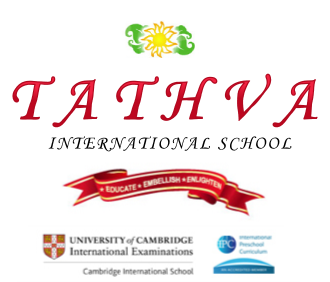 TATHVA
INTERNATIONAL SCHOOL
EDUCATE • EMBELLISH • ENLIGHTEN
UNIVERSITY of CAMBRIDGE
International Examinations
Cambridge International School
IPC
International
Preschool
Curriculum